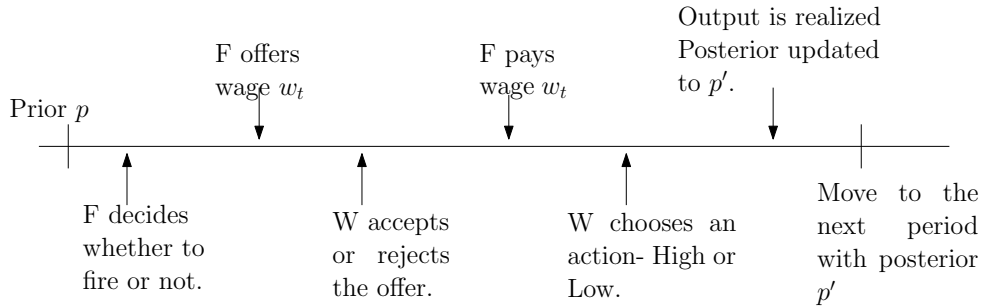 Output is realized
Posterior updated
to p′.
F offers
wage w_t
F pays
wage w_t
Prior p
F decides
whether to
fire or not.
W accepts
or rejects
the offer.
W chooses an
action- High or
Low.
Move to the
next period
with posterior
p′